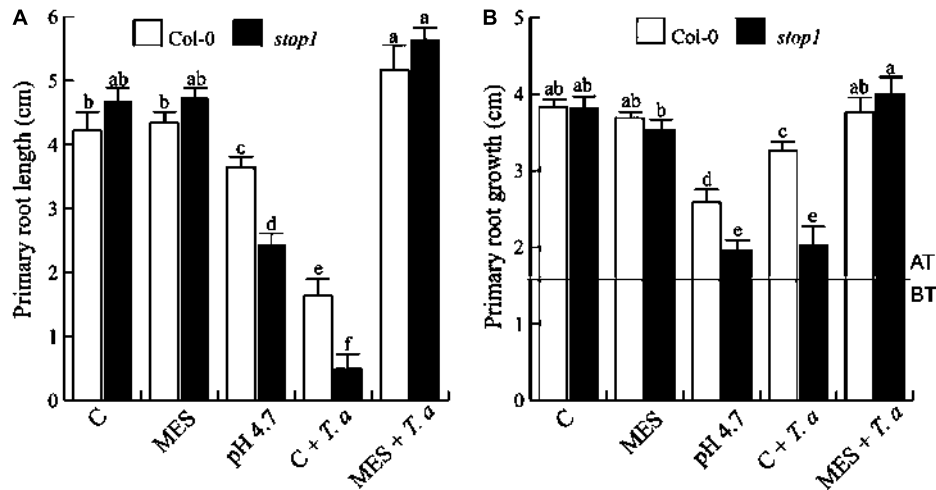 A
Primary root length (cm)
6
5
4
3
2
1
0
Col-0 stop1
b ab b ab c d e f a a
C MES pH 4.7 C + T. a MES + T. a
B
Primary root growth (cm)
5
4
3
2
1
0
Col-0 stop1
ab ab ab b d e c e ab a
AT
BT
C MES pH 4.7 C + T. a MES + T. a